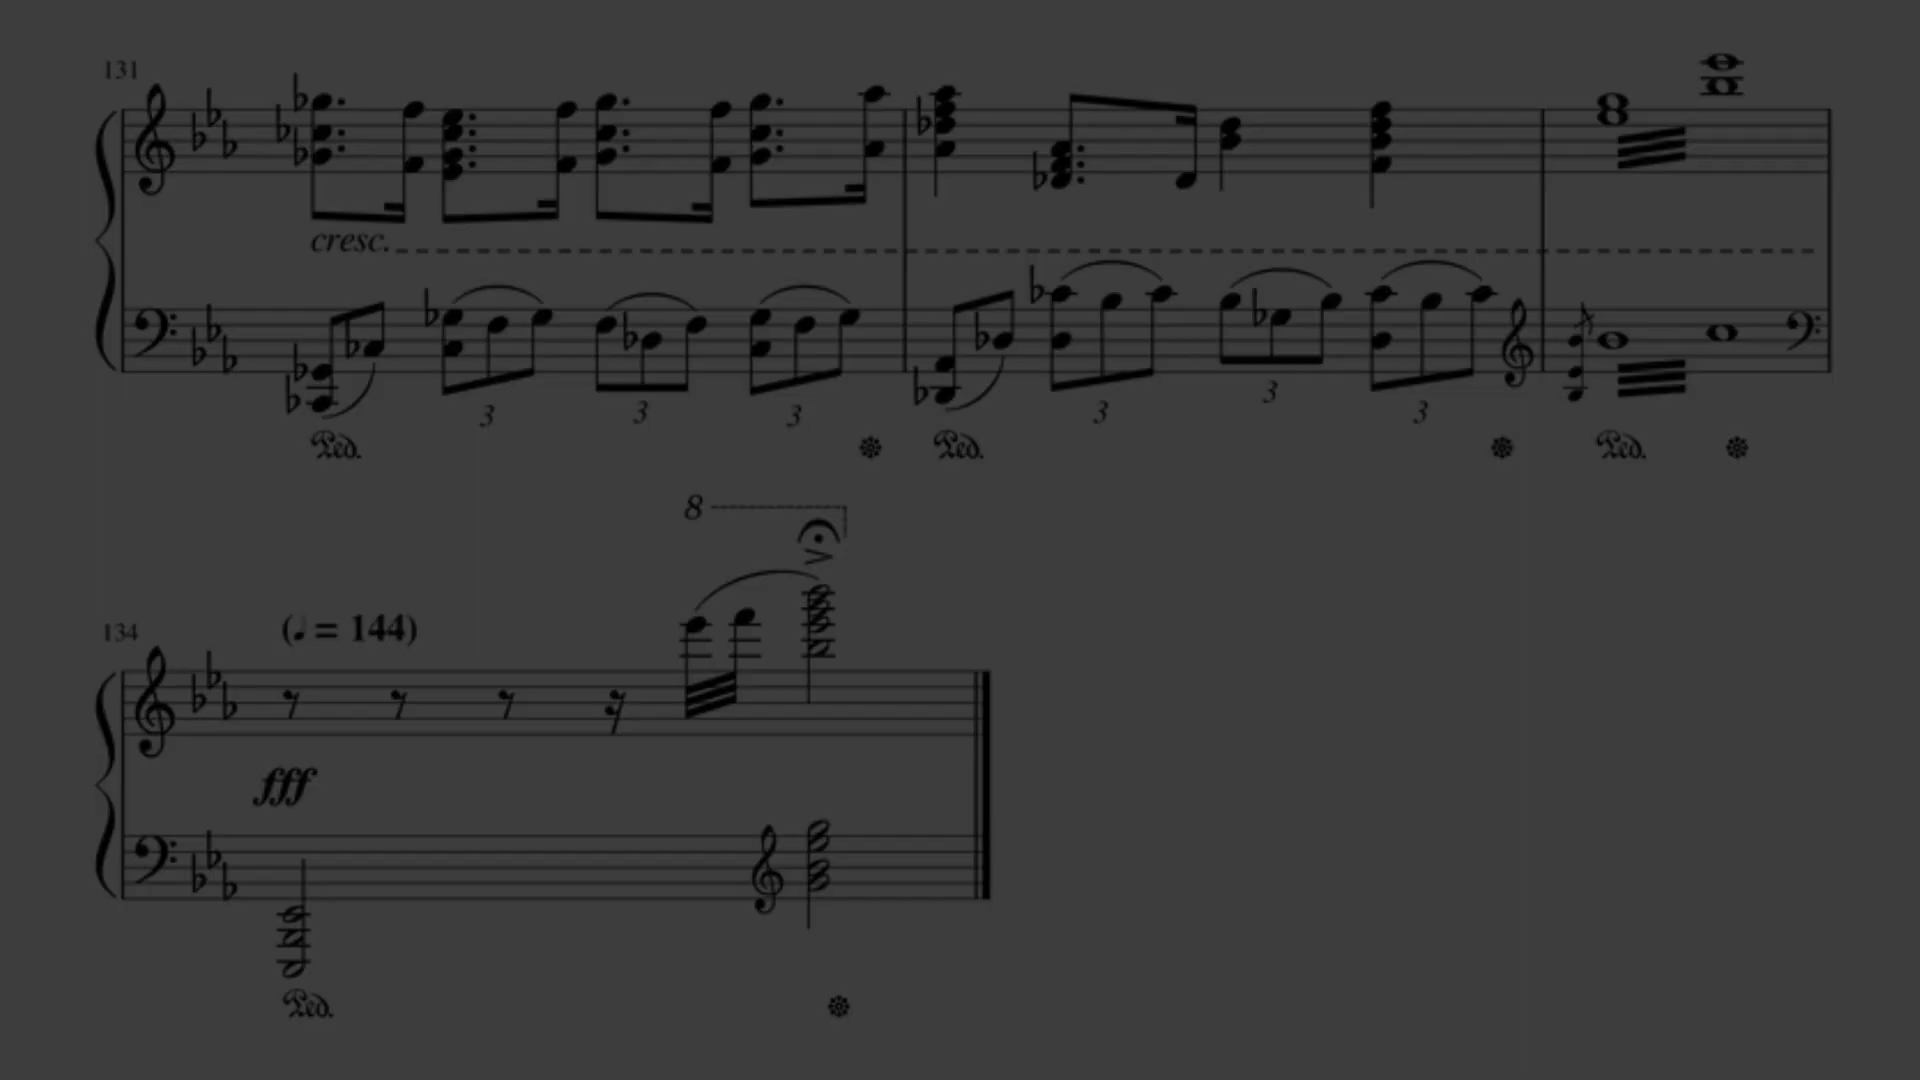 131
cresc.
3 3 3 3 3 3
Ped. Ped. Ped.
8
134
(♩ = 144)
fff
Ped.